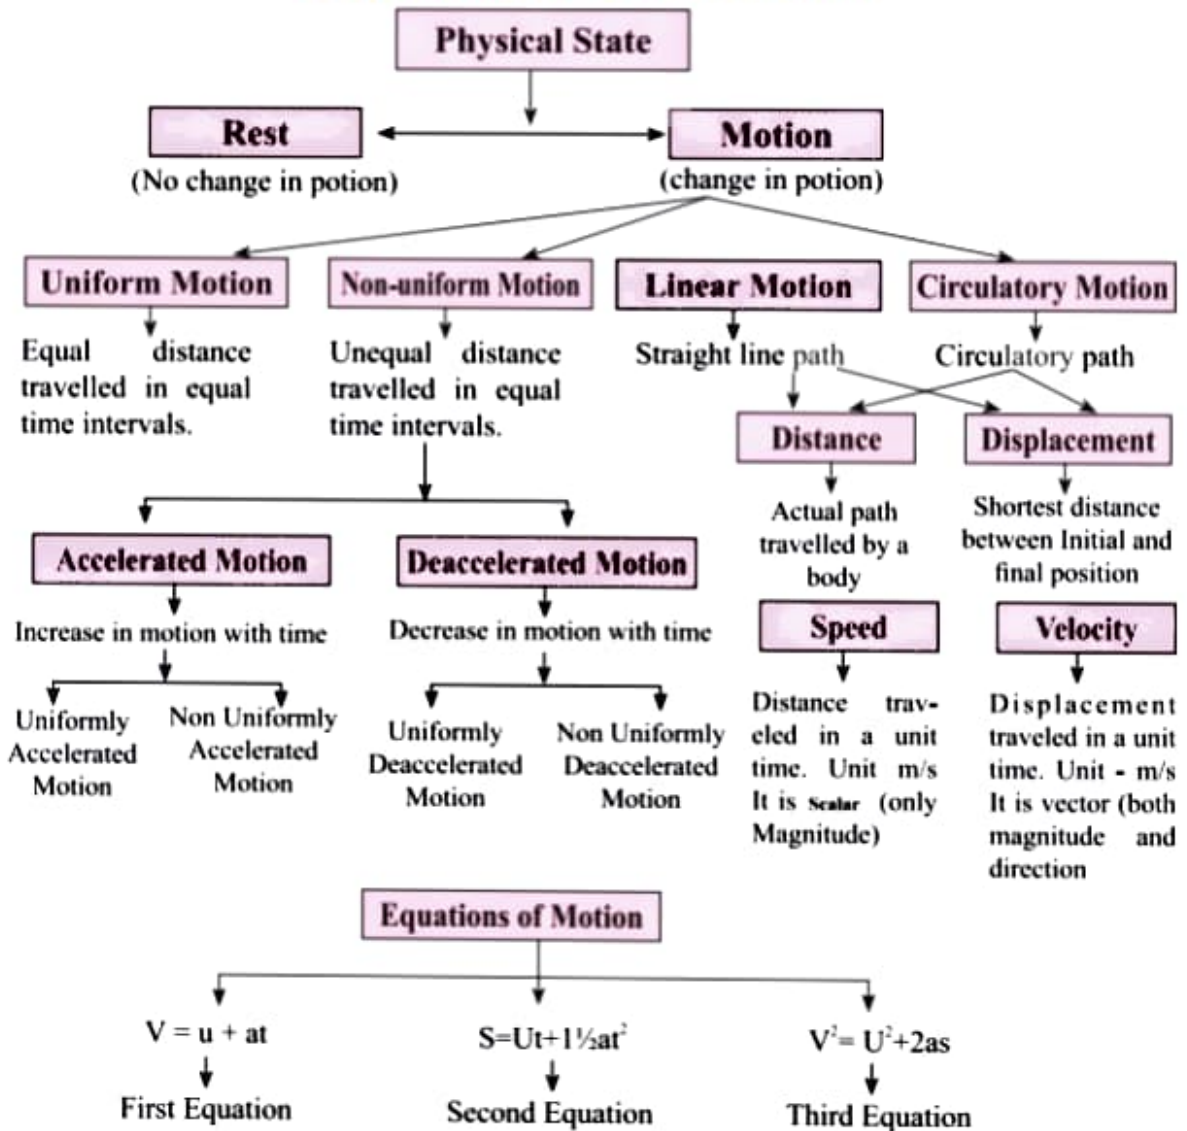 Physical State
Rest
(No change in potion)
Motion
(change in potion)
Uniform Motion
Equal distance
travelled in equal
time intervals.
Non-uniform Motion
Unequal distance
travelled in equal
time intervals.
Linear Motion
Straight line path
Circulatory Motion
Circulatory path
Distance
Actual path
travelled by a
body
Displacement
Shortest distance
between Initial and
final position
Accelerated Motion
Increase in motion with time
Uniformly
Accelerated
Motion
Non Uniformly
Accelerated
Motion
Deaccelerated Motion
Decrease in motion with time
Uniformly
Deaccelerated
Motion
Non Uniformly
Deaccelerated
Motion
Speed
Distance trav-
eled in a unit
time. Unit m/s
It is Scalar (only
Magnitude)
Velocity
Displacement
traveled in a unit
time. Unit - m/s
It is vector (both
magnitude and
direction
Equations of Motion
V = u + at
First Equation
S=Ut+1½at²
Second Equation
V²= U²+2as
Third Equation